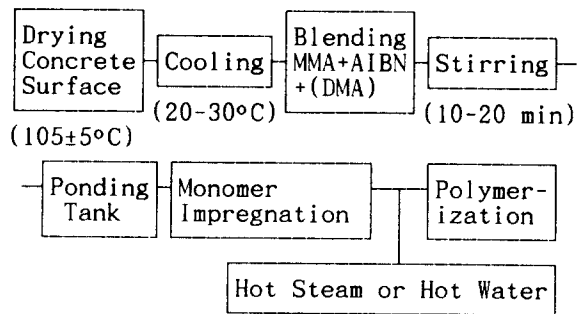 Drying
Concrete
Surface
(105±5°C)
Cooling
(20-30°C)
Blending
MMA+AIBN
+(DMA)
Stirring
(10-20 min)
Ponding
Tank
Monomer
Impregnation
Polymer-
ization
Hot Steam or Hot Water